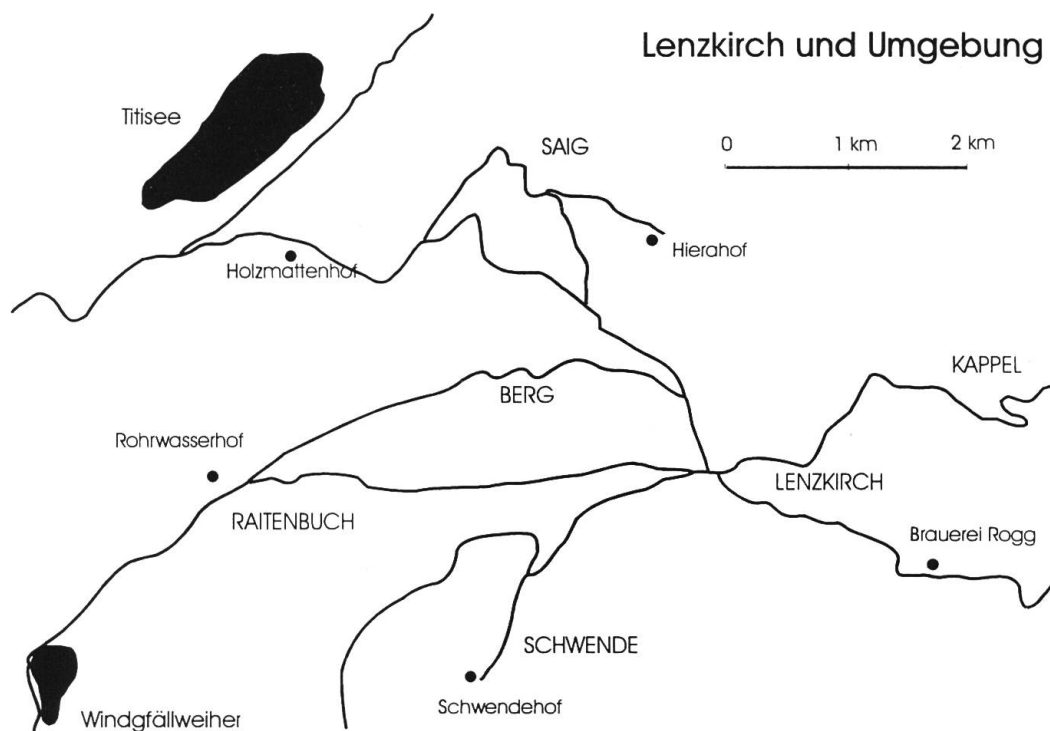 Lenzkirch und Umgebung
Titisee
0 1 km 2 km
SAIG
Hierahof
Holzmattenhof
KAPPEL
BERG
Rohrwasserhof
LENZKIRCH
RAITENBUCH
Brauerei Rogg
SCHWENDE
Schwendehof
Windgfällweiher